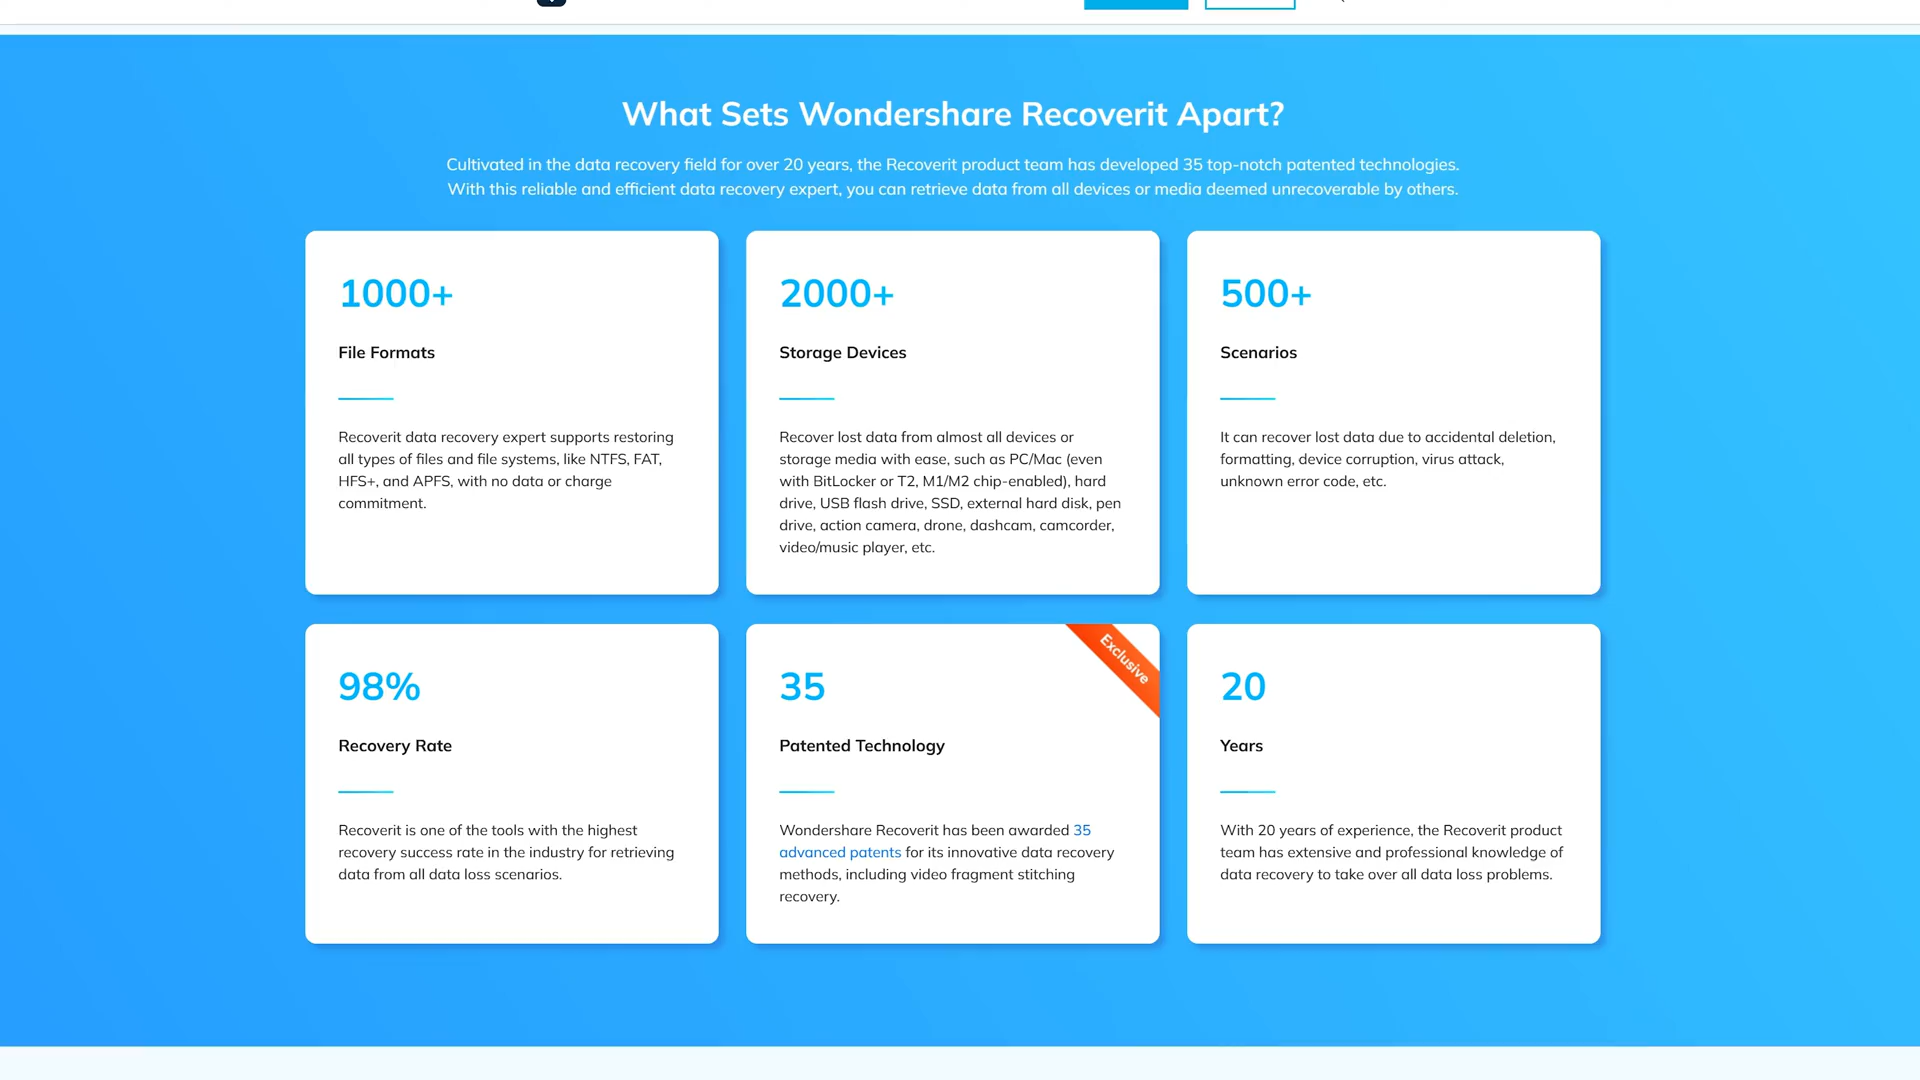 What Sets Wondershare Recoverit Apart?
Cultivated in the data recovery field for over 20 years, the Recoverit product team has developed 35 top-notch patented technologies.
With this reliable and efficient data recovery expert, you can retrieve data from all devices or media deemed unrecoverable by others.
1000+
File Formats
Recoverit data recovery expert supports restoring
all types of files and file systems, like NTFS, FAT,
HFS+, and APFS, with no data or charge
commitment.
2000+
Storage Devices
Recover lost data from almost all devices or
storage media with ease, such as PC/Mac (even
with BitLocker or T2, M1/M2 chip-enabled), hard
drive, USB flash drive, SSD, external hard disk, pen
drive, action camera, drone, dashcam, camcorder,
video/music player, etc.
500+
Scenarios
It can recover lost data due to accidental deletion,
formatting, device corruption, virus attack,
unknown error code, etc.
98%
Recovery Rate
Recoverit is one of the tools with the highest
recovery success rate in the industry for retrieving
data from all data loss scenarios.
Exclusive
35
Patented Technology
Wondershare Recoverit has been awarded 35
advanced patents for its innovative data recovery
methods, including video fragment stitching
recovery.
20
Years
With 20 years of experience, the Recoverit product
team has extensive and professional knowledge of
data recovery to take over all data loss problems.